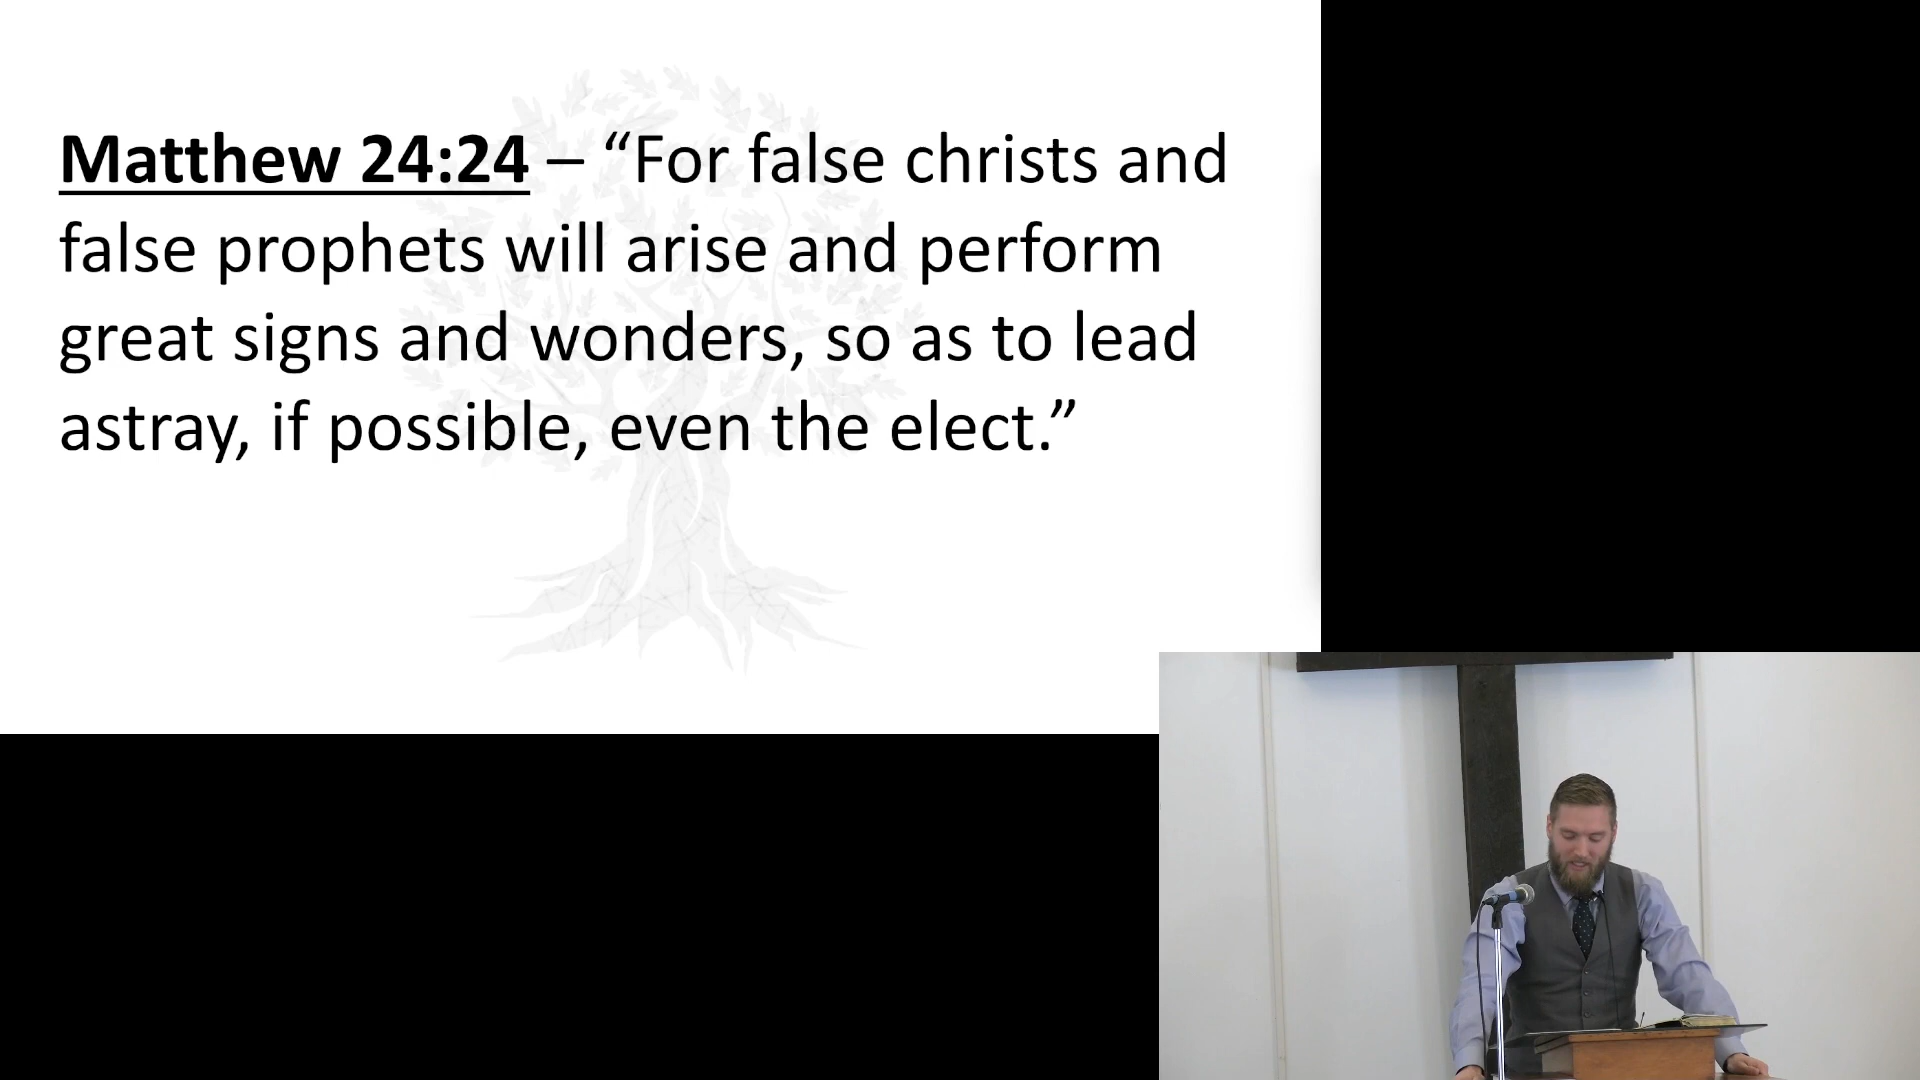 Matthew 24:24 – “For false christs and
false prophets will arise and perform
great signs and wonders, so as to lead
astray, if possible, even the elect.”